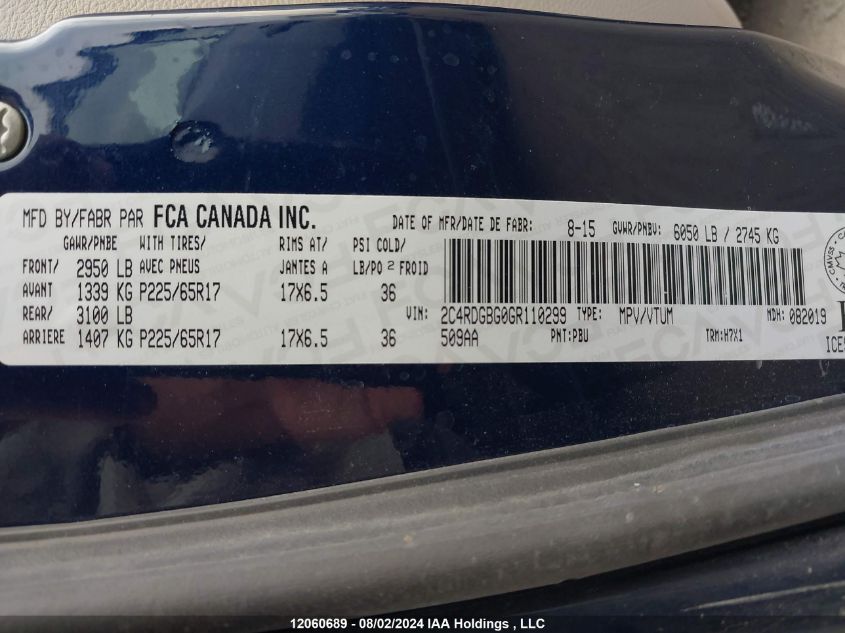 MFD BY/FABR PAR FCA CANADA INC. DATE OF MFR/DATE DE FABR: 8-15 GVWR/PNBV: 6050 LB / 2745 KG
GAWR/PNBE WITH TIRES/ RIMS AT/ PSI COLD/
FRONT/ 2950 LB AVEC PNEUS JANTES A LB/PO 2 FROID
AVANT 1339 KG P225/65R17 17X6.5 36
REAR/ 3100 LB VIN: 2C4RDGBG0GR110299 TYPE: MPV/VTUM MDH: 082019
ARRIERE 1407 KG P225/65R17 17X6.5 36 509AA PNT:PBU TRM:H7X1
CMVSS
12060689 - 08/02/2024 IAA Holdings , LLC